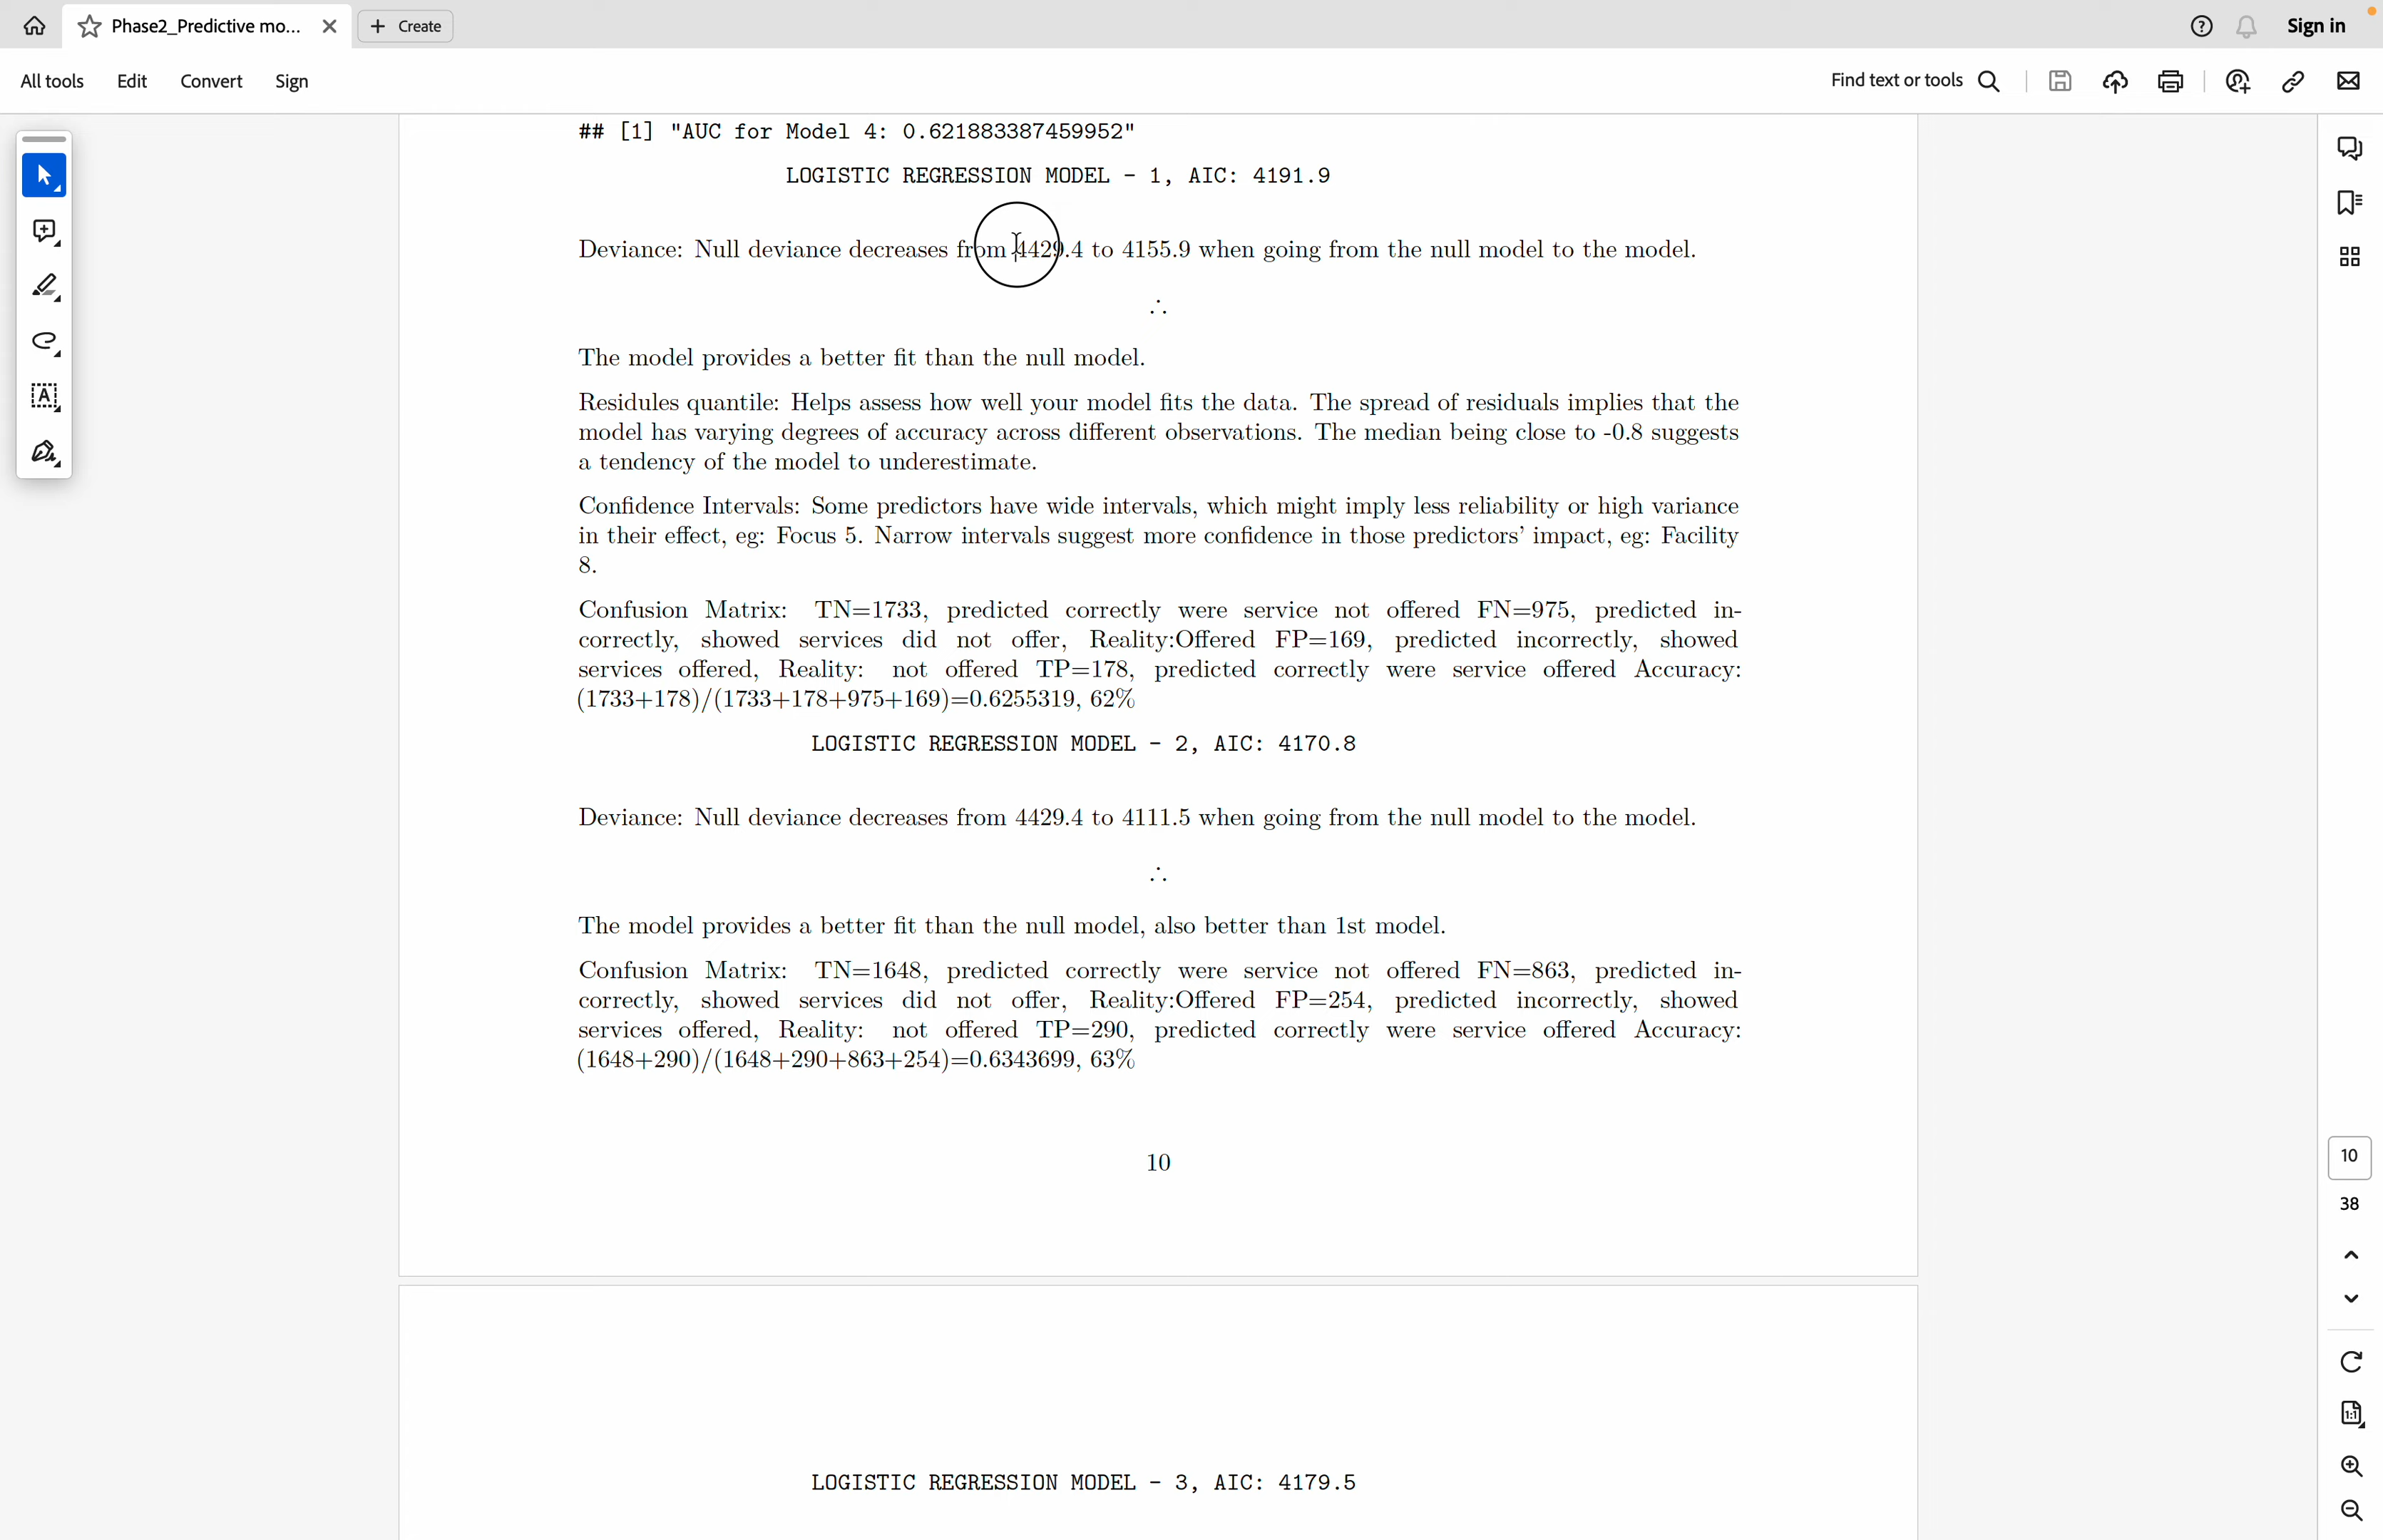 Phase2_Predictive mo...
Create
Sign in
All tools
Edit
Convert
Sign
Find text or tools
## [1] "AUC for Model 4: 0.621883387459952"
LOGISTIC REGRESSION MODEL - 1, AIC: 4191.9
Deviance: Null deviance decreases from 4429.4 to 4155.9 when going from the null model to the model.
∴
The model provides a better fit than the null model.
Residules quantile: Helps assess how well your model fits the data. The spread of residuals implies that the
model has varying degrees of accuracy across different observations. The median being close to -0.8 suggests
a tendency of the model to underestimate.
Confidence Intervals: Some predictors have wide intervals, which might imply less reliability or high variance
in their effect, eg: Focus 5. Narrow intervals suggest more confidence in those predictors' impact, eg: Facility
8.
Confusion Matrix: TN=1733, predicted correctly were service not offered FN=975, predicted in-
correctly, showed services did not offer, Reality:Offered FP=169, predicted incorrectly, showed
services offered, Reality: not offered TP=178, predicted correctly were service offered Accuracy:
(1733+178)/(1733+178+975+169)=0.6255319, 62%
LOGISTIC REGRESSION MODEL - 2, AIC: 4170.8
Deviance: Null deviance decreases from 4429.4 to 4111.5 when going from the null model to the model.
∴
The model provides a better fit than the null model, also better than 1st model.
Confusion Matrix: TN=1648, predicted correctly were service not offered FN=863, predicted in-
correctly, showed services did not offer, Reality:Offered FP=254, predicted incorrectly, showed
services offered, Reality: not offered TP=290, predicted correctly were service offered Accuracy:
(1648+290)/(1648+290+863+254)=0.6343699, 63%
10
10
38
LOGISTIC REGRESSION MODEL - 3, AIC: 4179.5